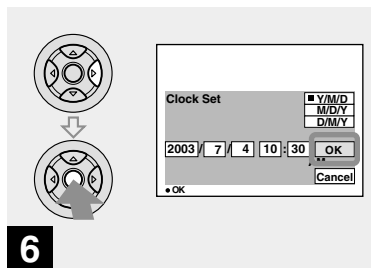 Clock Set
Y/M/D
M/D/Y
D/M/Y
2003 / 7 / 4 10 : 30 OK
Cancel
OK
6